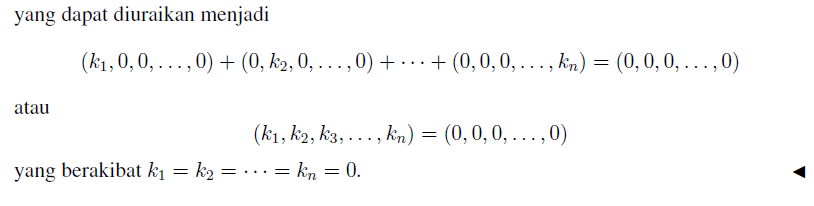 yang dapat diuraikan menjadi
(k₁, 0, 0, . . . , 0) + (0, k₂, 0, . . . , 0) + · · · + (0, 0, 0, . . . , kₙ) = (0, 0, 0, . . . , 0)
atau
(k₁, k₂, k₃, . . . , kₙ) = (0, 0, 0, . . . , 0)
yang berakibat k₁ = k₂ = · · · = kₙ = 0. ◀